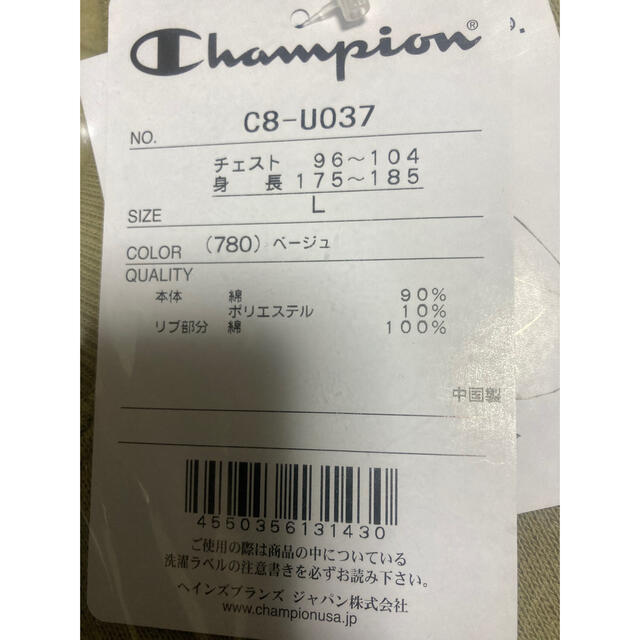 Champion®
NO. C8-U037
チェスト 96〜104
身 長 175〜185
SIZE L
COLOR (780) ベージュ
QUALITY
本体 綿 90%
ポリエステル 10%
リブ部分 綿 100%
中国製
4550356131430
ご使用の際は商品の中についている
洗濯ラベルの注意書きを必ずお読み下さい。
ヘインズブランズ ジャパン株式会社
www.championusa.jp